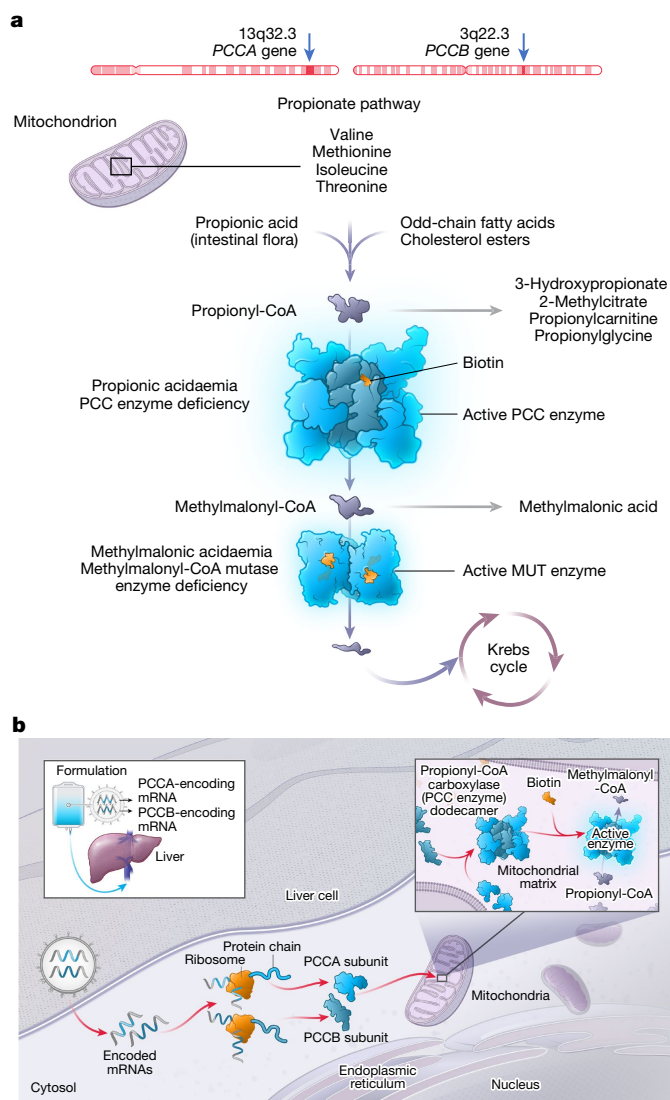 a
13q32.3
PCCA gene
3q22.3
PCCB gene
Propionate pathway
Mitochondrion
Valine
Methionine
Isoleucine
Threonine
Propionic acid
(intestinal flora)
Odd-chain fatty acids
Cholesterol esters
Propionyl-CoA
3-Hydroxypropionate
2-Methylcitrate
Propionylcarnitine
Propionylglycine
Biotin
Propionic acidaemia
PCC enzyme deficiency
Active PCC enzyme
Methylmalonyl-CoA
Methylmalonic acid
Methylmalonic acidaemia
Methylmalonyl-CoA mutase
enzyme deficiency
Active MUT enzyme
Krebs
cycle
b
Formulation
PCCA-encoding
mRNA
PCCB-encoding
mRNA
Liver
Propionyl-CoA
carboxylase
(PCC enzyme)
dodecamer
Biotin
Methylmalonyl
-CoA
Active
enzyme
Mitochondrial
matrix
Propionyl-CoA
Liver cell
Protein chain
Ribosome
PCCA subunit
Mitochondria
PCCB subunit
Encoded
mRNAs
Endoplasmic
reticulum
Nucleus
Cytosol